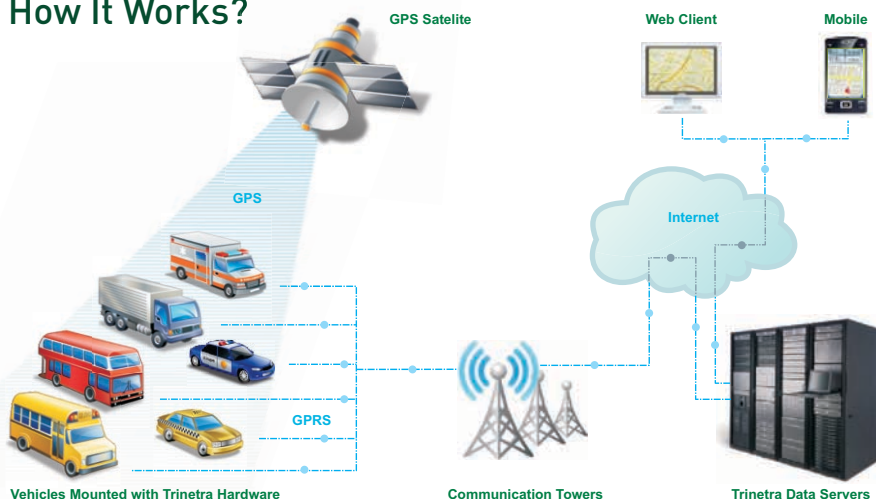 How It Works?
GPS Satelite
Web Client
Mobile
GPS
Internet
GPRS
Vehicles Mounted with Trinetra Hardware
Communication Towers
Trinetra Data Servers